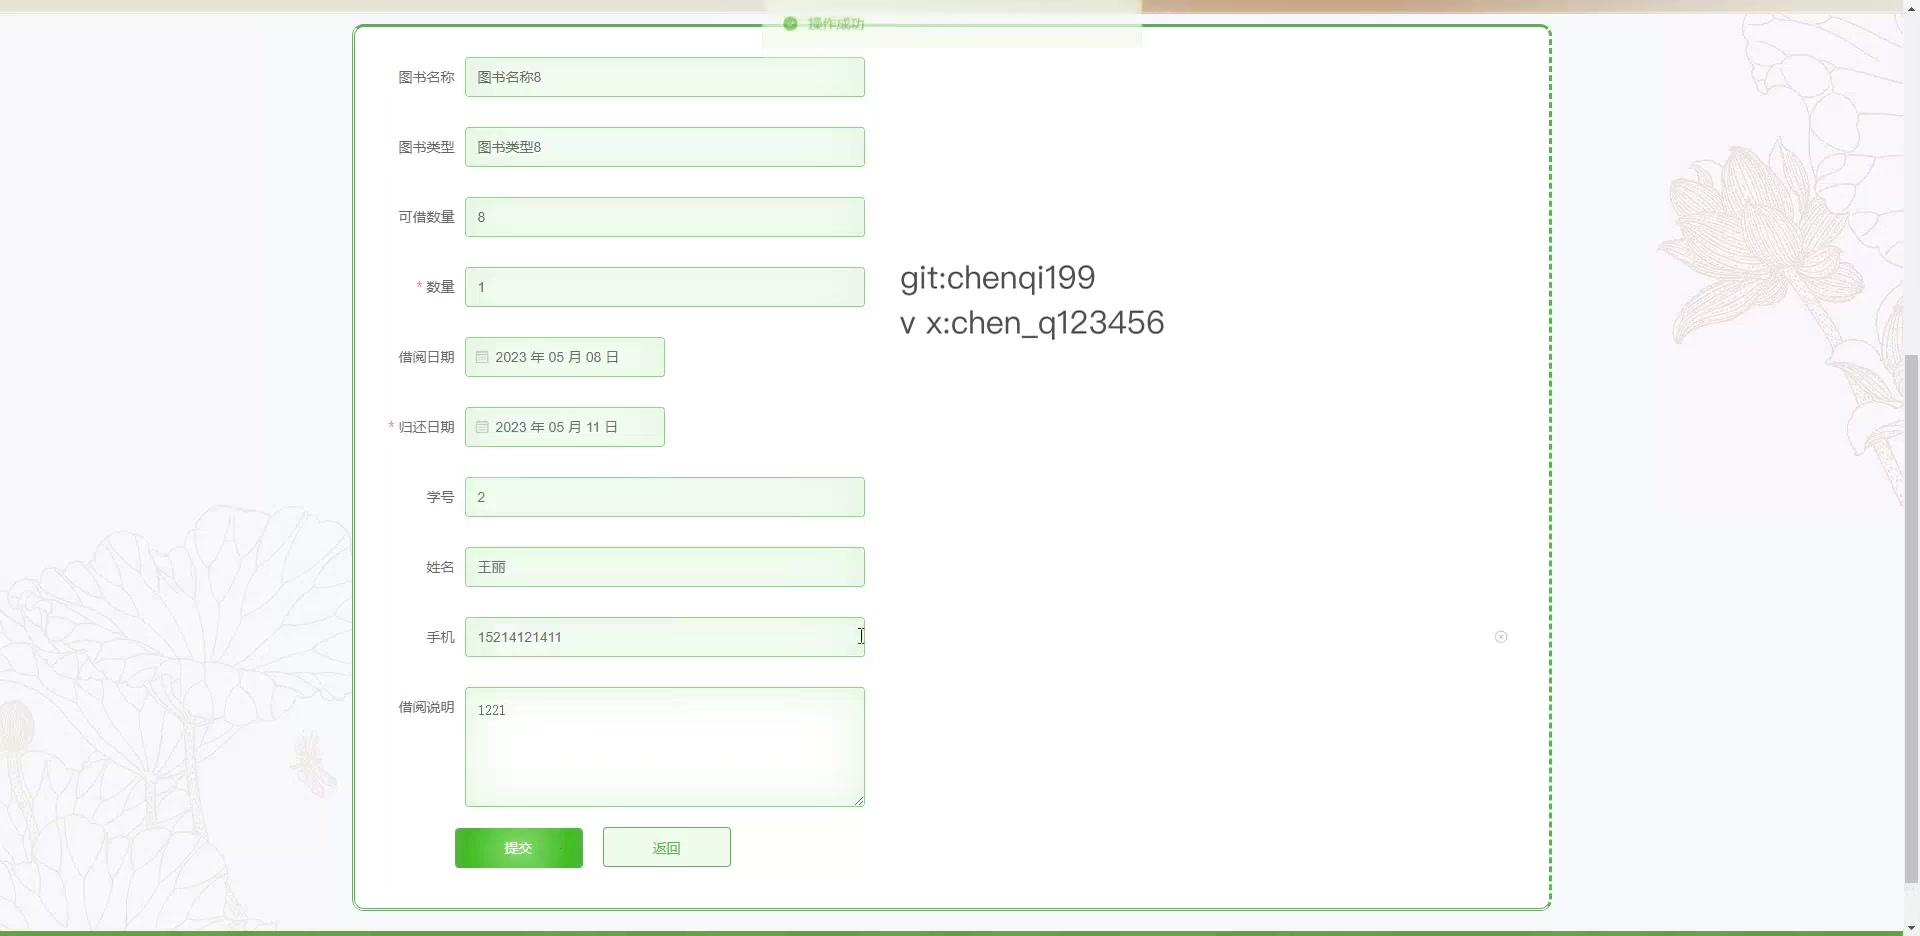 操作成功
图书名称 图书名称8
图书类型 图书类型8
可借数量 8
* 数量 1
git:chenqi199
v x:chen_q123456
借阅日期 2023 年 05 月 08 日
* 归还日期 2023 年 05 月 11 日
学号 2
姓名 王丽
手机 15214121411
借阅说明 1221
提交 返回